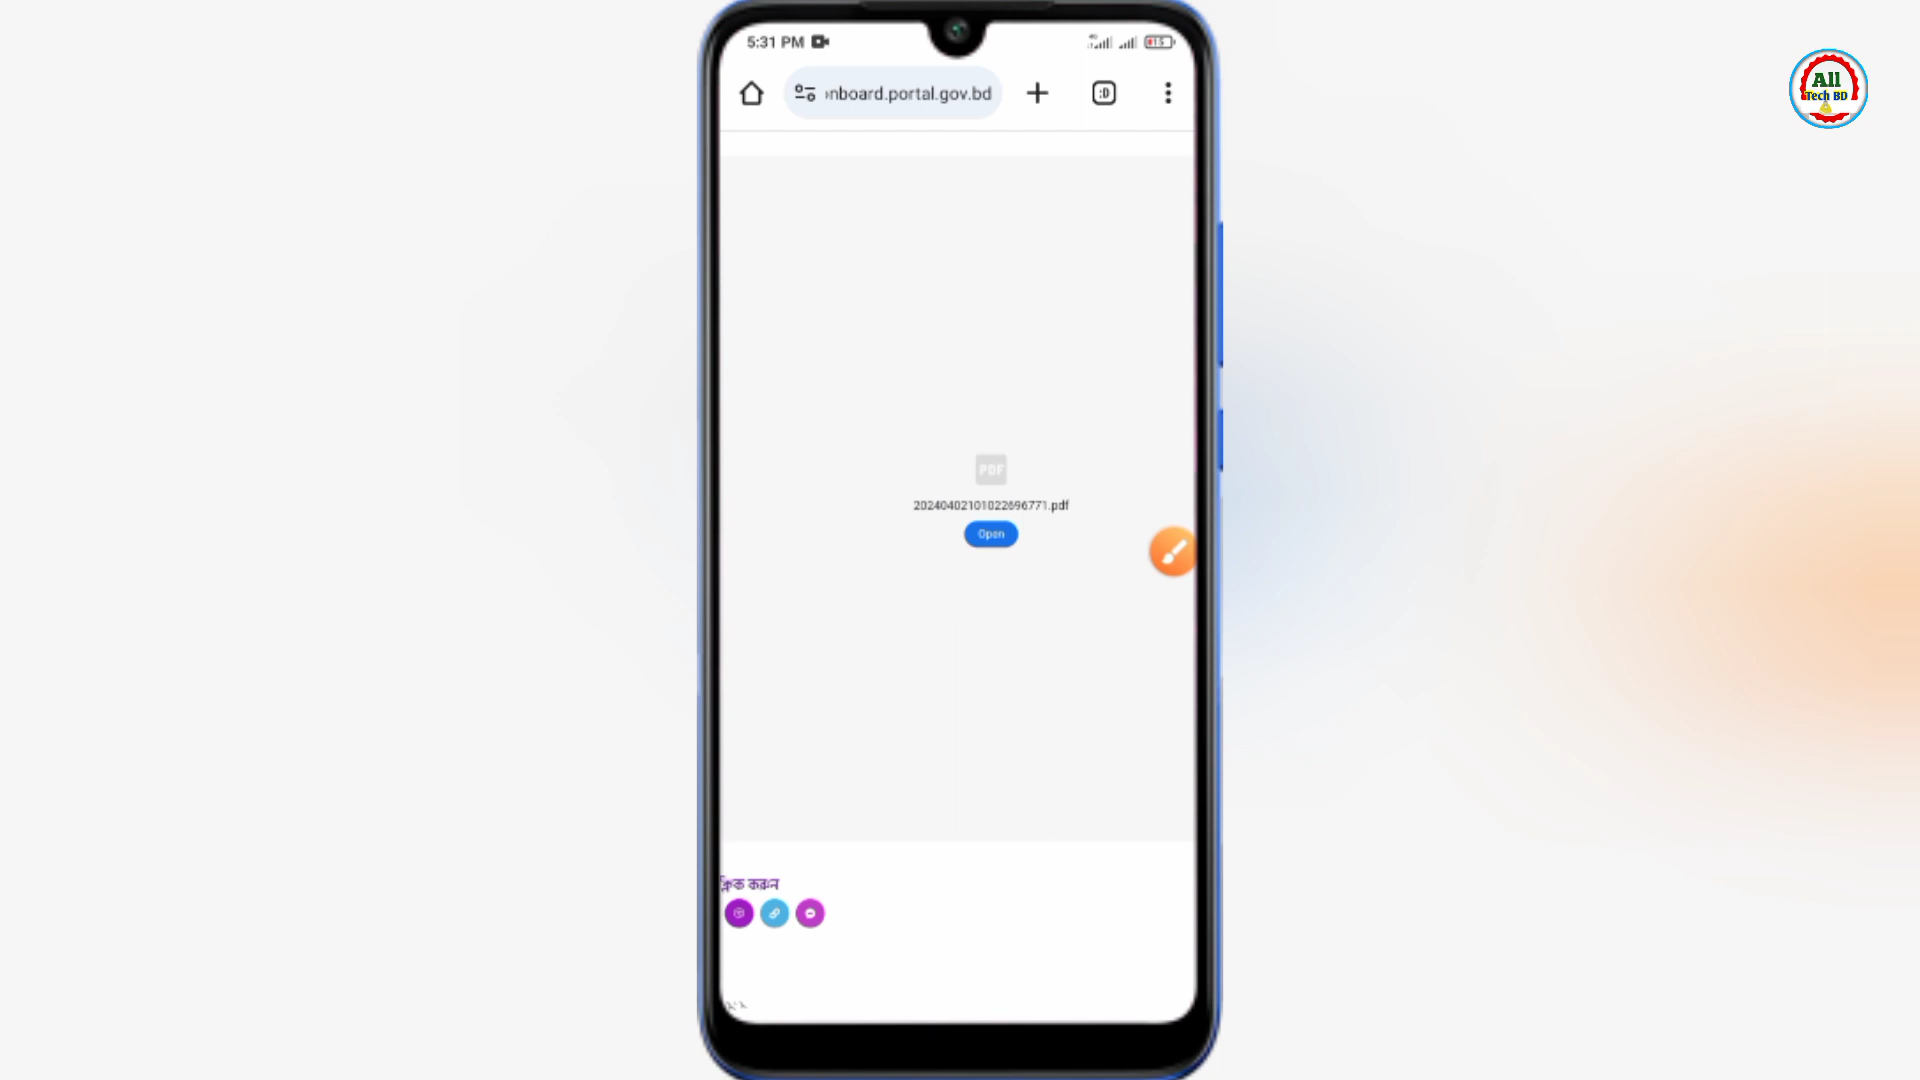 5:31 PM
›nboard.portal.gov.bd
:D
All
Tech BD
PDF
20240402101022696771.pdf
Open
ক্লিক করুন